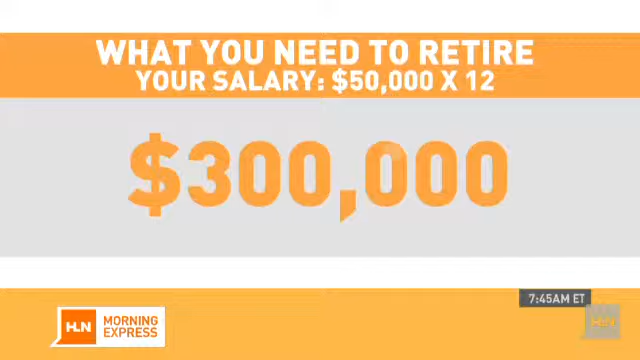 WHAT YOU NEED TO RETIRE
YOUR SALARY: $50,000 X 12
$300,000
7:45AM ET
HLN
MORNING
EXPRESS
HLN